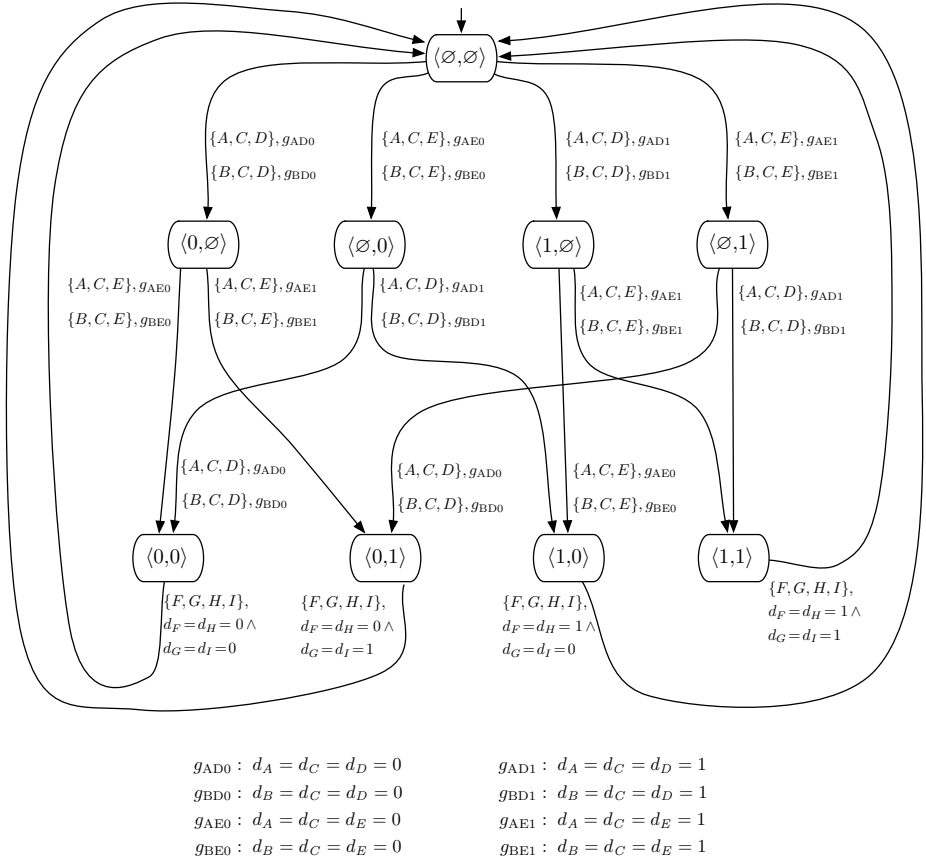 ⟨∅,∅⟩
{A, C, D}, g_AD0
{B, C, D}, g_BD0
{A, C, E}, g_AE0
{B, C, E}, g_BE0
{A, C, D}, g_AD1
{B, C, D}, g_BD1
{A, C, E}, g_AE1
{B, C, E}, g_BE1
⟨0,∅⟩
⟨∅,0⟩
⟨1,∅⟩
⟨∅,1⟩
{A, C, E}, g_AE0
{B, C, E}, g_BE0
{A, C, E}, g_AE1
{B, C, E}, g_BE1
{A, C, D}, g_AD1
{B, C, D}, g_BD1
{A, C, E}, g_AE1
{B, C, E}, g_BE1
{A, C, D}, g_AD1
{B, C, D}, g_BD1
{A, C, D}, g_AD0
{B, C, D}, g_BD0
{A, C, D}, g_AD0
{B, C, D}, g_BD0
{A, C, E}, g_AE0
{B, C, E}, g_BE0
⟨0,0⟩
⟨0,1⟩
⟨1,0⟩
⟨1,1⟩
{F, G, H, I},
d_F = d_H = 0 ∧
d_G = d_I = 0
{F, G, H, I},
d_F = d_H = 0 ∧
d_G = d_I = 1
{F, G, H, I},
d_F = d_H = 1 ∧
d_G = d_I = 0
{F, G, H, I},
d_F = d_H = 1 ∧
d_G = d_I = 1
g_AD0 : d_A = d_C = d_D = 0
g_BD0 : d_B = d_C = d_D = 0
g_AE0 : d_A = d_C = d_E = 0
g_BE0 : d_B = d_C = d_E = 0
g_AD1 : d_A = d_C = d_D = 1
g_BD1 : d_B = d_C = d_D = 1
g_AE1 : d_A = d_C = d_E = 1
g_BE1 : d_B = d_C = d_E = 1